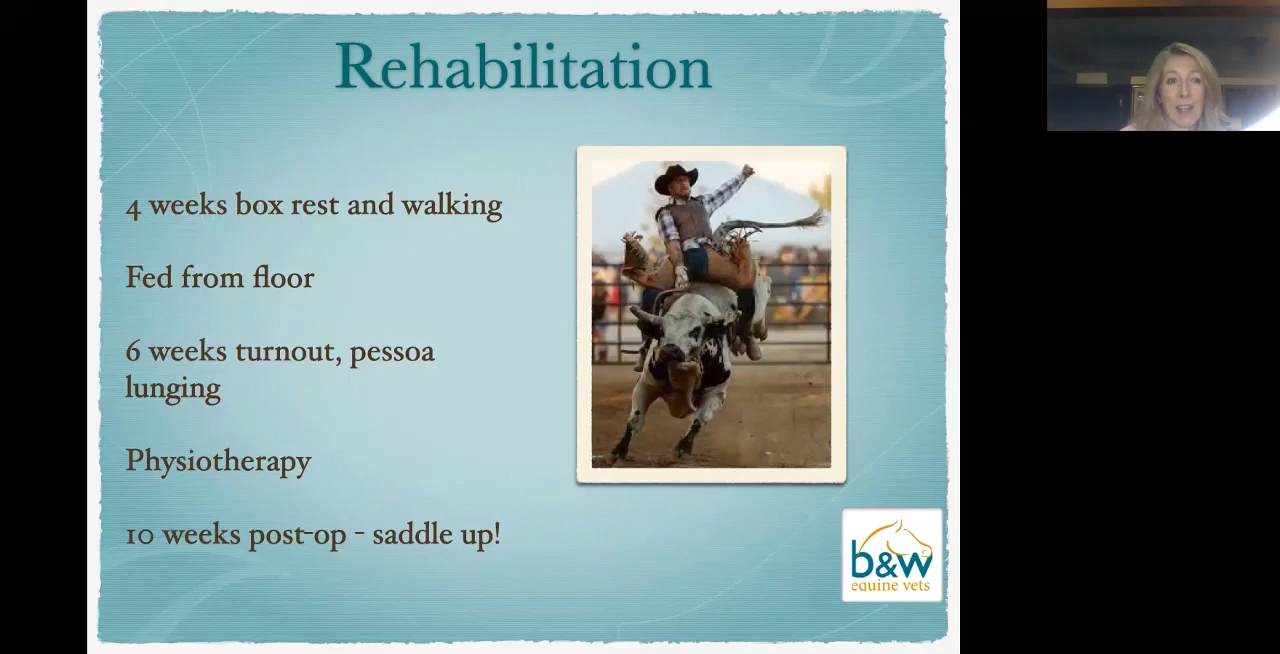 Rehabilitation
4 weeks box rest and walking
Fed from floor
6 weeks turnout, pessoa
lunging
Physiotherapy
10 weeks post-op - saddle up!
b&w
equine vets